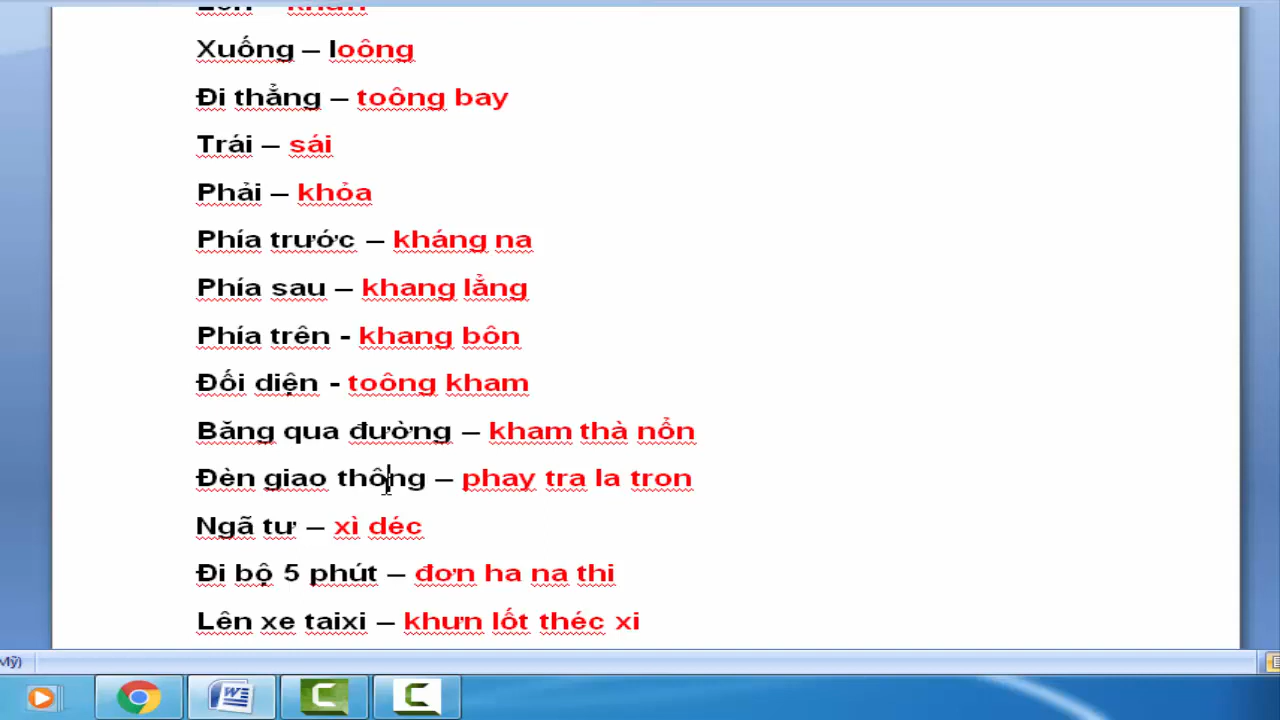 Xuống – loông
Đi thẳng – toông bay
Trái – sái
Phải – khỏa
Phía trước – kháng na
Phía sau – khang lẳng
Phía trên - khang bôn
Đối diện - toông kham
Băng qua đường – kham thà nổn
Đèn giao thông – phay tra la tron
Ngã tư – xì déc
Đi bộ 5 phút – đơn ha na thi
Lên xe taixi – khưn lốt théc xi
Mỹ)